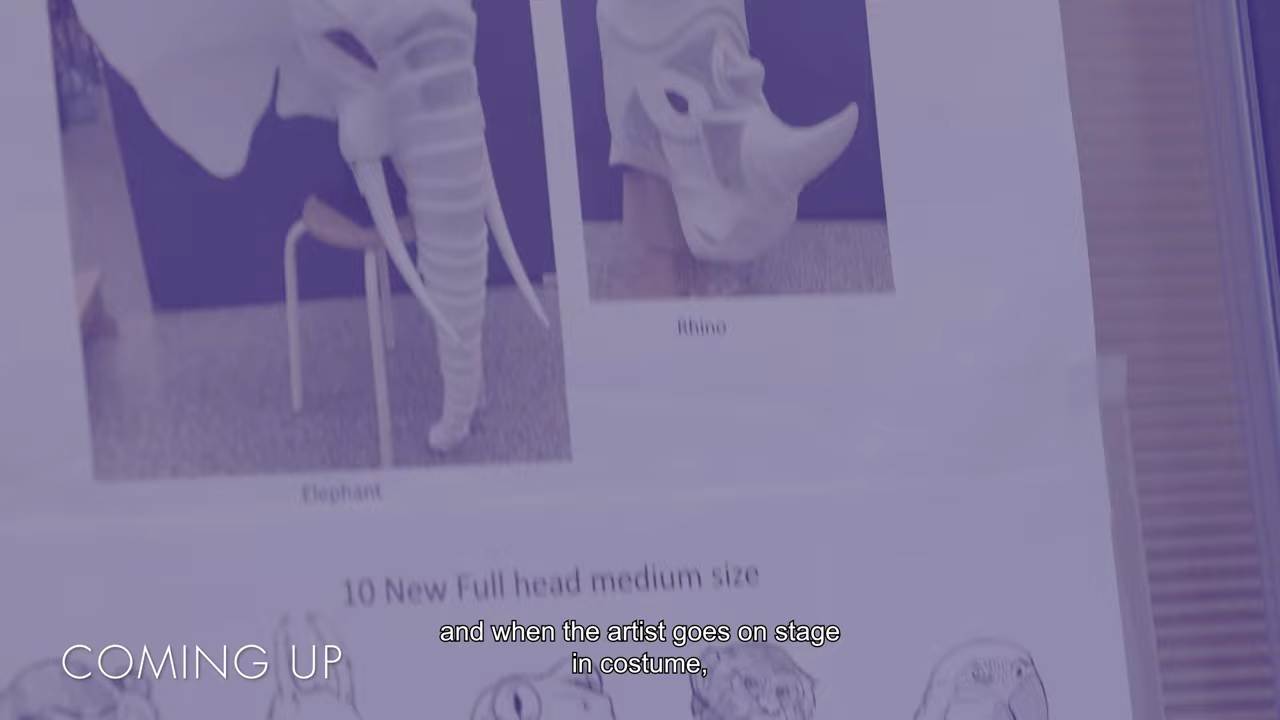 Rhino
Elephant
10 New Full head medium size
and when the artist goes on stage
in costume,
COMING UP